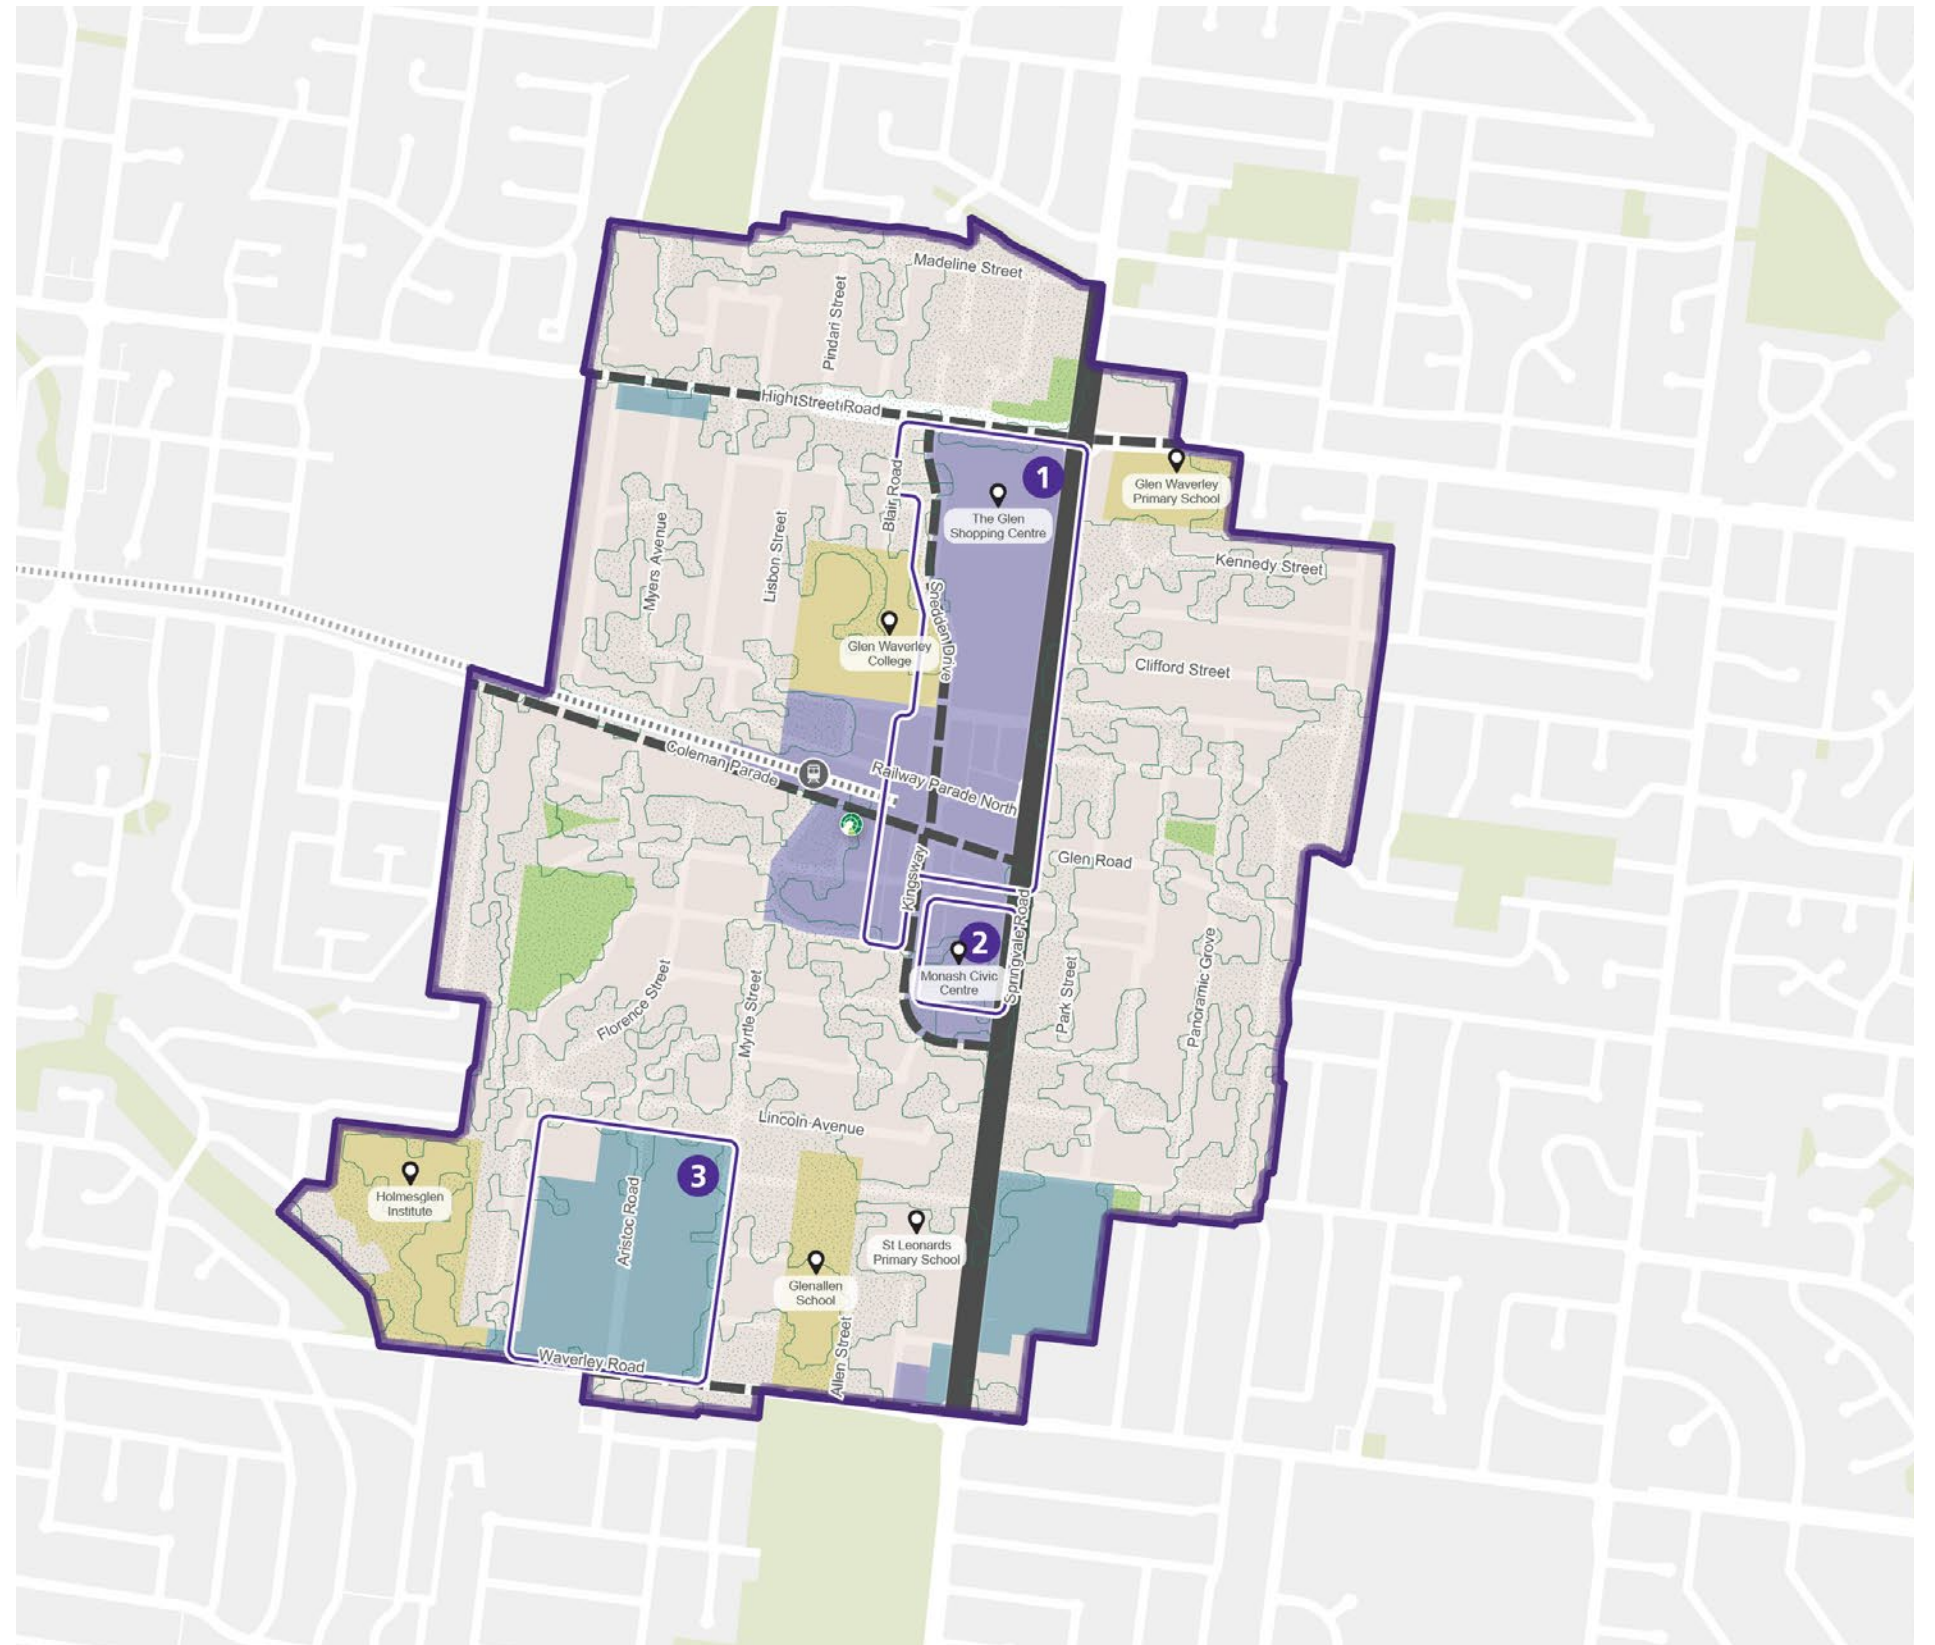 Madeline Street
Pindari Street
High Street Road
1
Blair Road
The Glen
Shopping Centre
Glen Waverley
Primary School
Myers Avenue
Lisbon Street
Kennedy Street
Snedden Drive
Glen Waverley
College
Clifford Street
Coleman Parade
Railway Parade North
Kingsway
Glen Road
2
Monash Civic
Centre
Springvale Road
Park Street
Panoramic Grove
Florence Street
Myrtle Street
Lincoln Avenue
3
Holmesglen
Institute
Aristoc Road
St Leonards
Primary School
Glenallen
School
Allen Street
Waverley Road